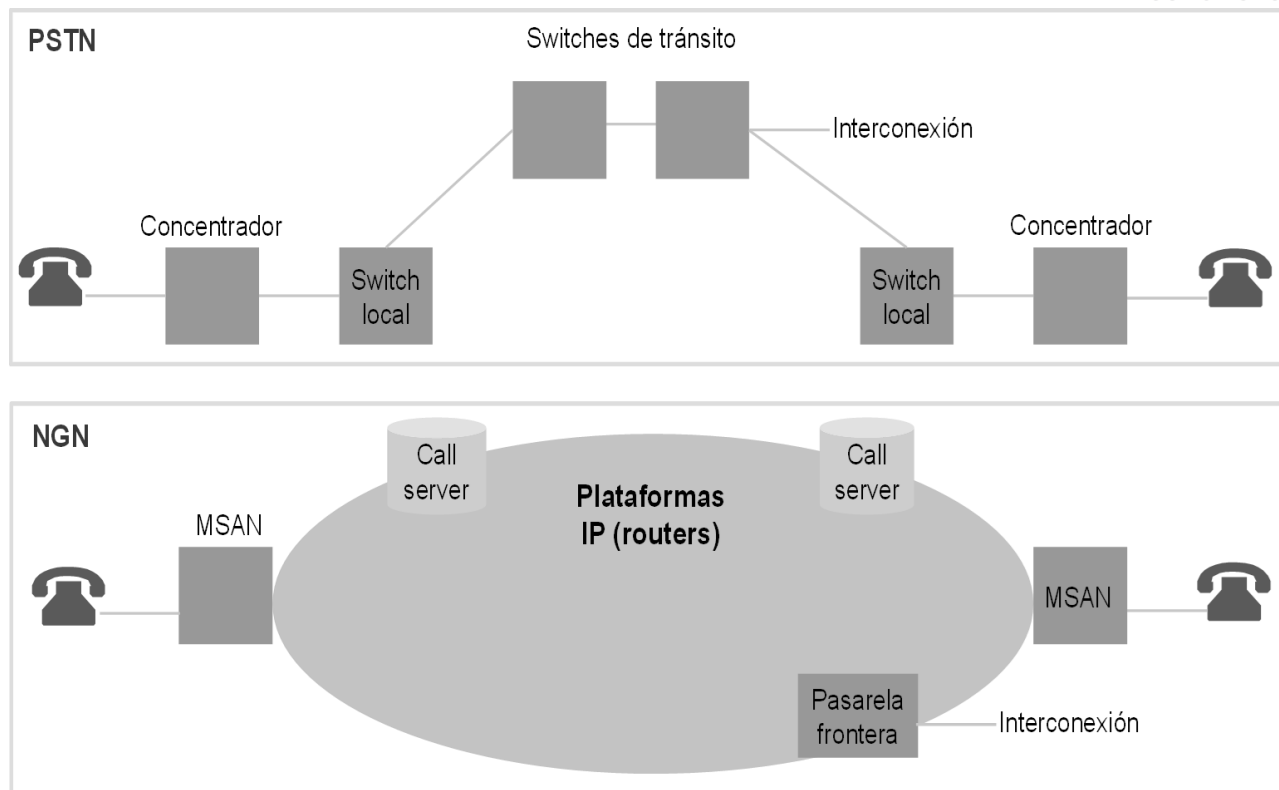 PSTN
Switches de tránsito
Interconexión
Concentrador
Concentrador
Switch
local
Switch
local
NGN
Call
server
Call
server
Plataformas
IP (routers)
MSAN
MSAN
Pasarela
frontera
Interconexión